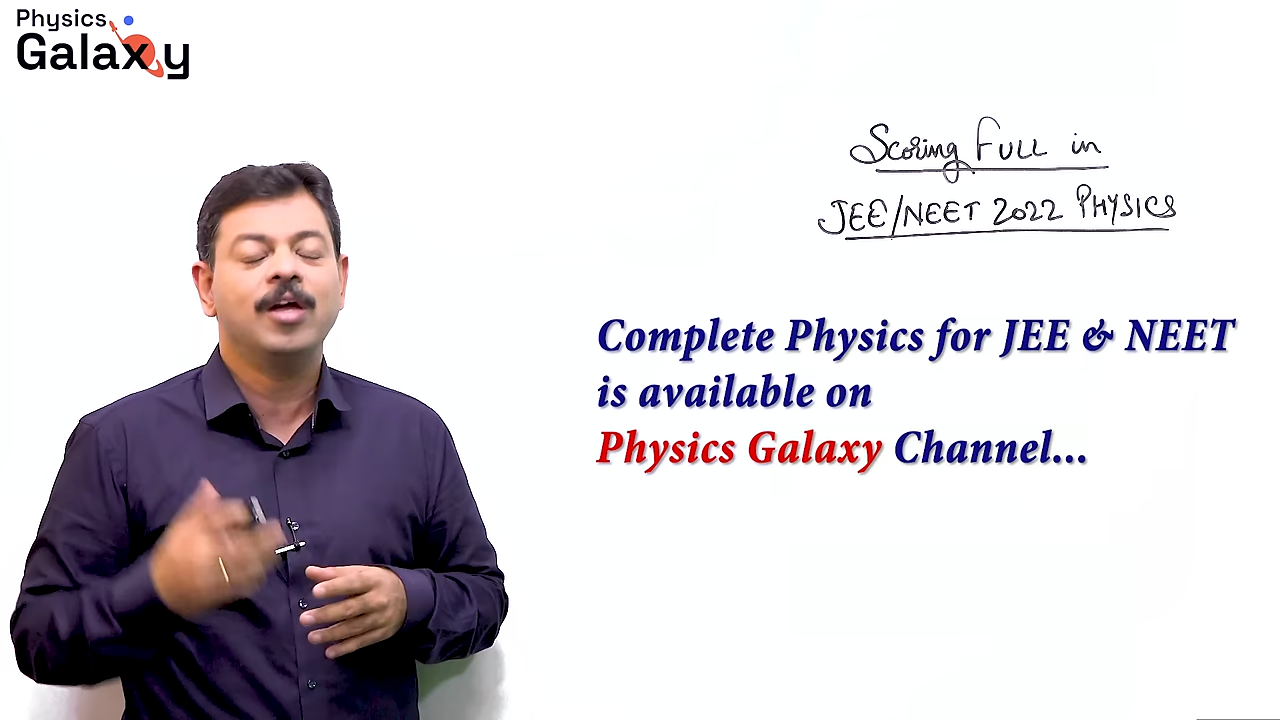 Physics
Galaxy
Scoring FULL in
JEE/NEET 2022 PHYSICS
Complete Physics for JEE & NEET
is available on
Physics Galaxy Channel...